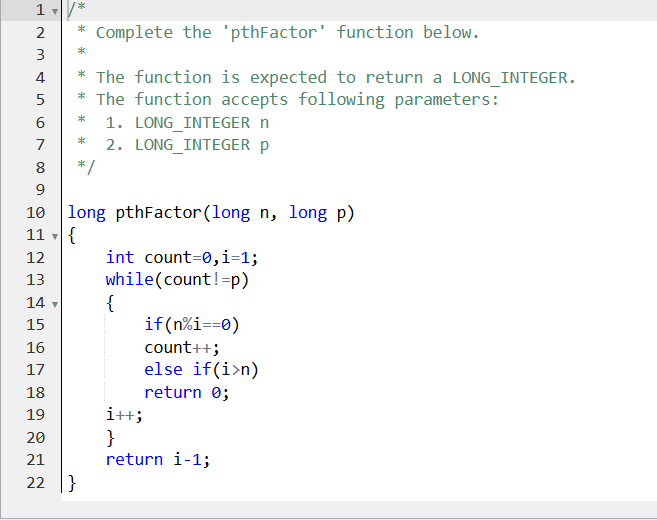 1 /*
2  * Complete the 'pthFactor' function below.
3  *
4  * The function is expected to return a LONG_INTEGER.
5  * The function accepts following parameters:
6  *  1. LONG_INTEGER n
7  *  2. LONG_INTEGER p
8  */
9
10 long pthFactor(long n, long p)
11 {
12     int count=0,i=1;
13     while(count!=p)
14     {
15         if(n%i==0)
16         count++;
17         else if(i>n)
18         return 0;
19     i++;
20     }
21     return i-1;
22 }